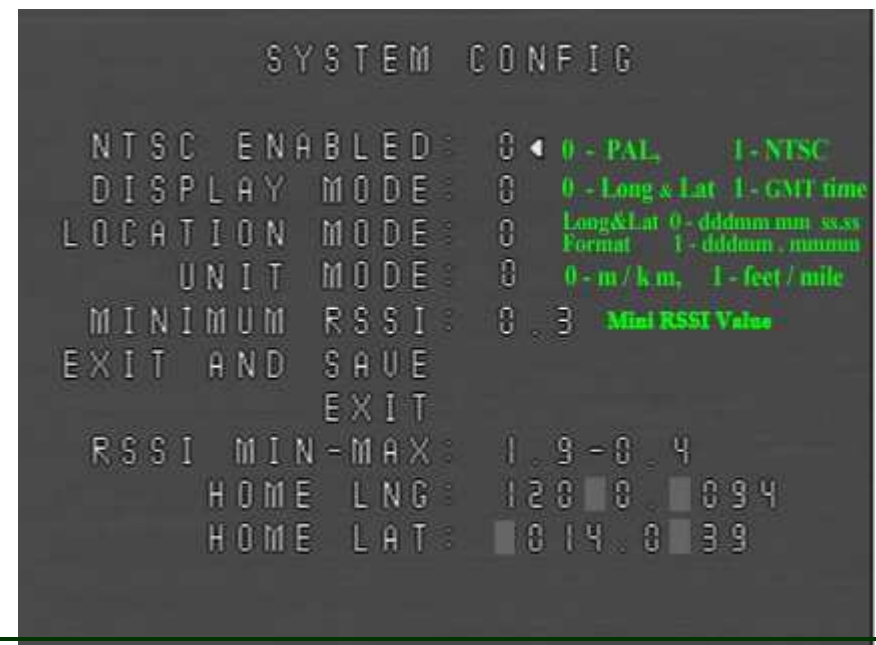 SYSTEM CONFIG
NTSC ENABLED: 0 0 - PAL, 1 - NTSC
DISPLAY MODE: 0 0 - Long & Lat 1 - GMT time
LOCATION MODE: 0 Long&Lat 0 - dddmm.mm ss.ss
Format 1 - dddmm . mmmm
UNIT MODE: 0 0 - m / k m, 1 - feet / mile
MINIMUM RSSI: 0.3 Mini RSSI Value
EXIT AND SAVE
EXIT
RSSI MIN-MAX: 1.9-0.4
HOME LNG: 120 0. 094
HOME LAT: 014.0 39